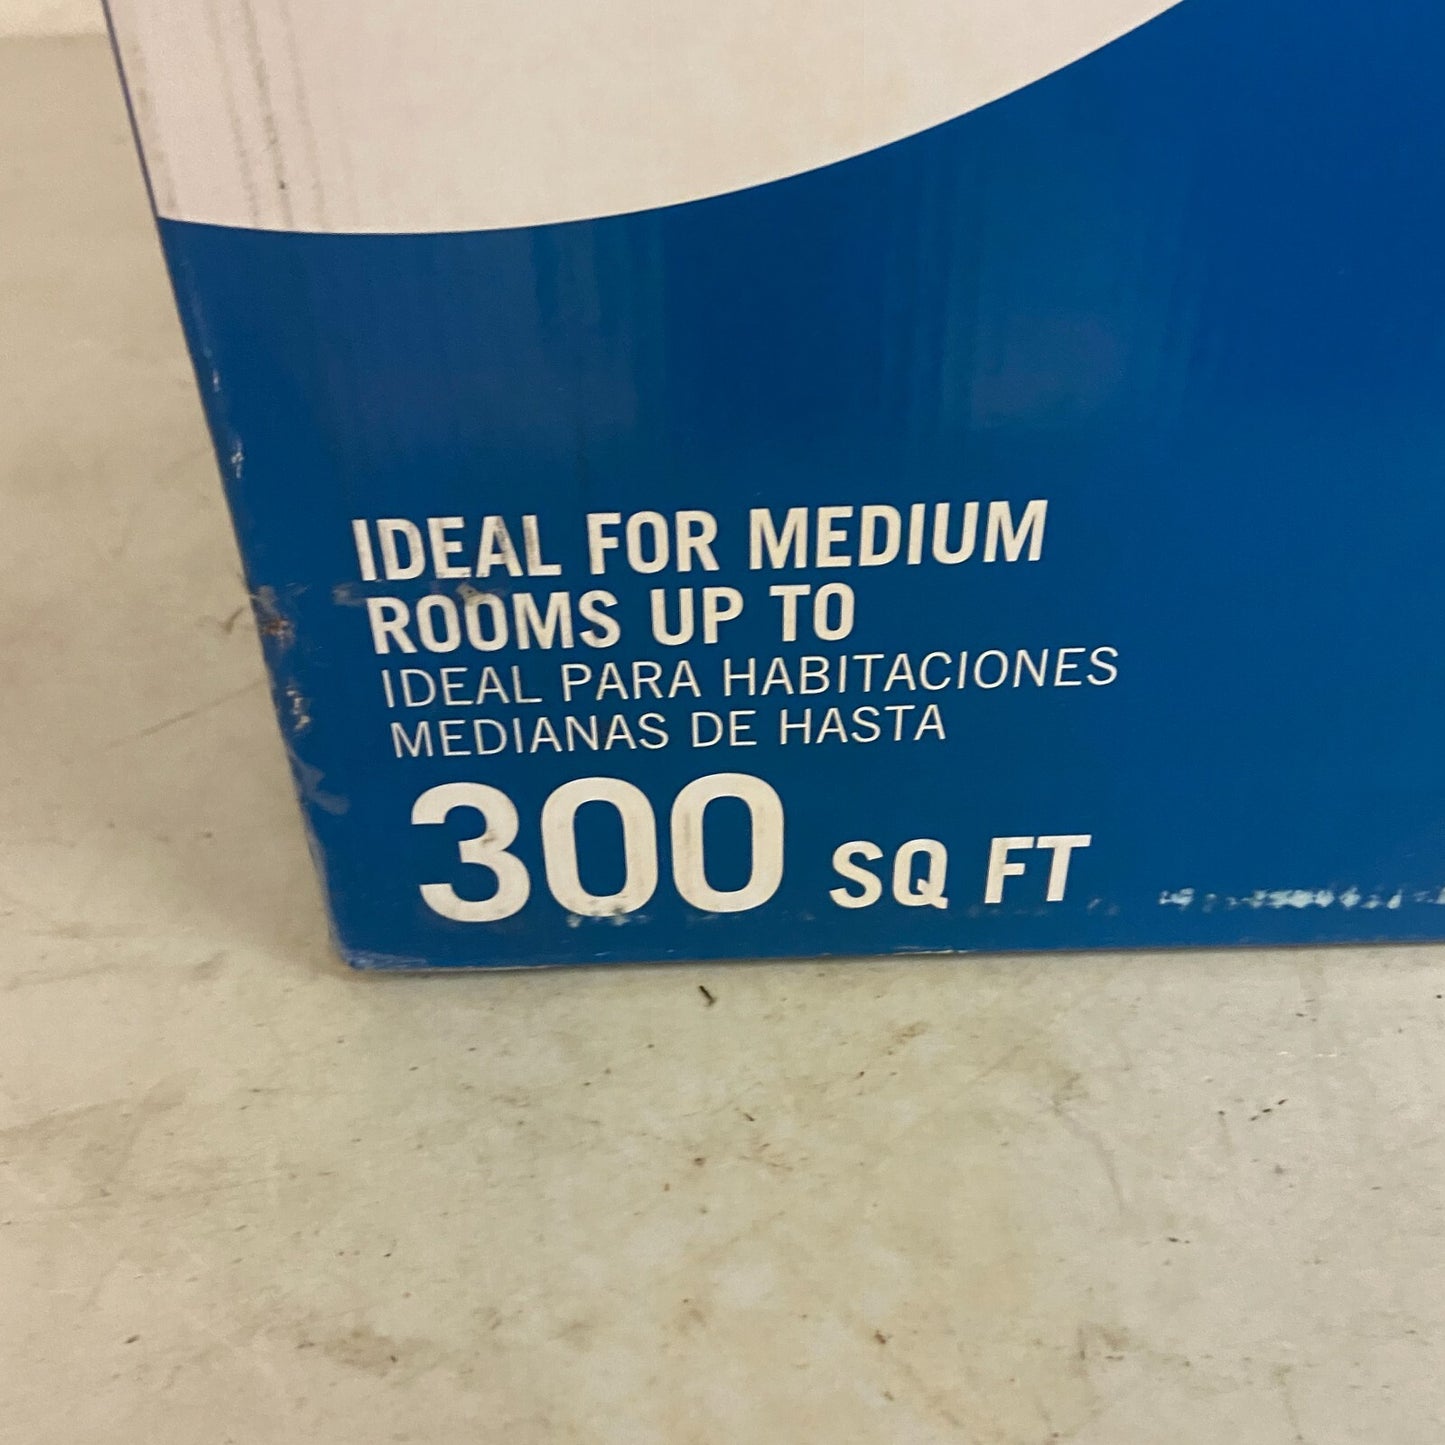 IDEAL FOR MEDIUM
ROOMS UP TO
IDEAL PARA HABITACIONES
MEDIANAS DE HASTA
300 SQ FT